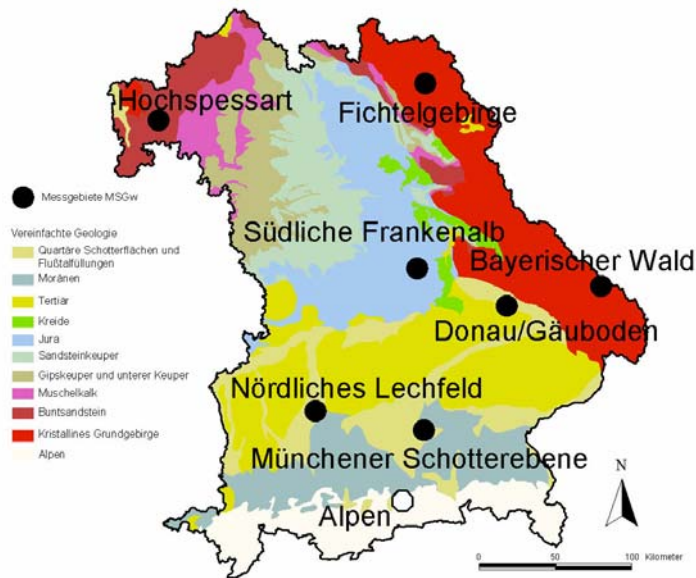 Hochspessart
Fichtelgebirge
Messgebiete MSGw
Südliche Frankenalb
Bayerischer Wald
Donau/Gäuboden
Nördliches Lechfeld
Münchener Schotterebene
Alpen
Vereinfachte Geologie
Quartäre Schotterflächen und
Flußtalfüllungen
Moränen
Tertiär
Kreide
Jura
Sandsteinkeuper
Gipskeuper und unterer Keuper
Muschelkalk
Buntsandstein
Kristallines Grundgebirge
Alpen
N
0 50 100 Kilometer